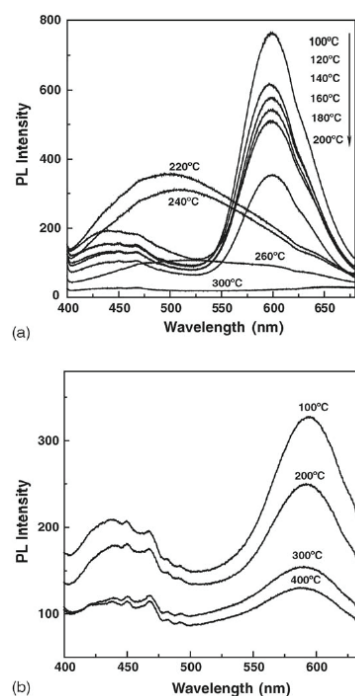 800
600
400
200
0
PL Intensity
100ºC
120ºC
140ºC
160ºC
180ºC
200ºC
220ºC
240ºC
260ºC
300ºC
400 450 500 550 600 650
Wavelength (nm)
(a)
300
200
100
PL Intensity
100ºC
200ºC
300ºC
400ºC
400 450 500 550 600
Wavelength (nm)
(b)